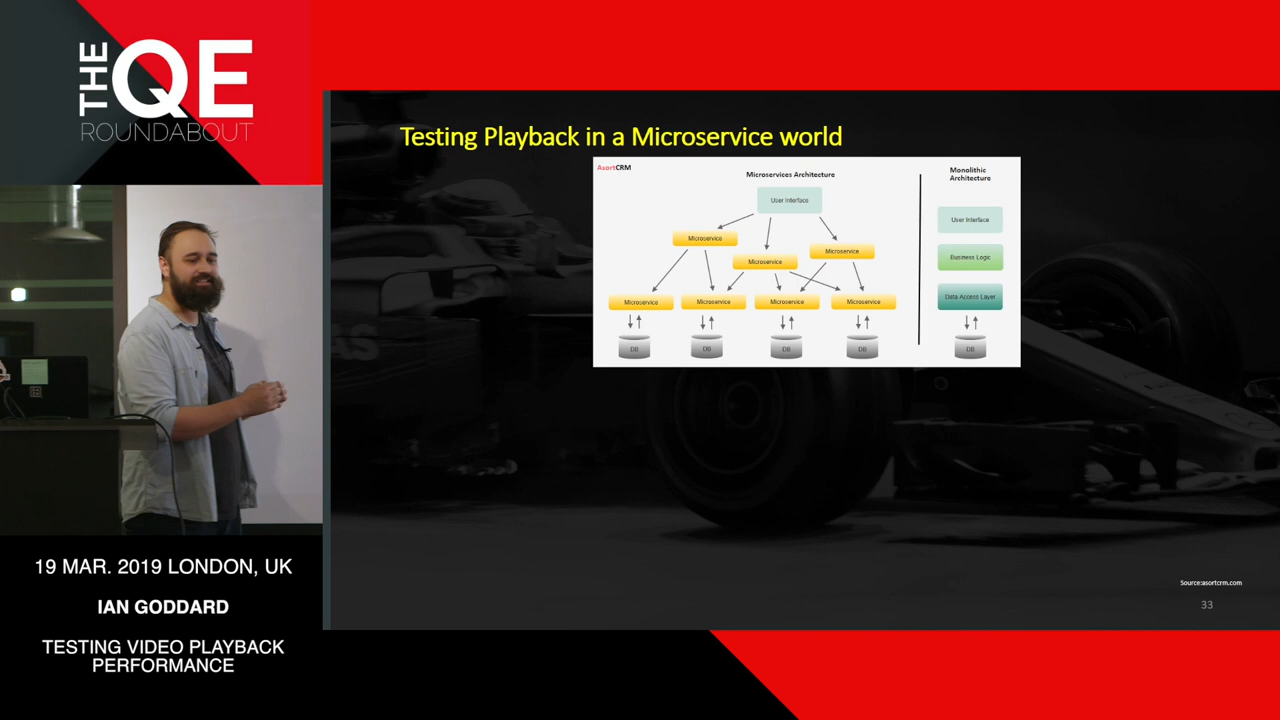 THE QE
ROUNDABOUT
Testing Playback in a Microservice world
AsortCRM
Microservices Architecture
Monolithic
Architecture
User Interface
User Interface
Microservice
Microservice
Microservice
Business Logic
Microservice
Microservice
Microservice
Microservice
Data Access Layer
DB
DB
DB
DB
DB
19 MAR. 2019 LONDON, UK
IAN GODDARD
TESTING VIDEO PLAYBACK
PERFORMANCE
Source:asortcrm.com
33